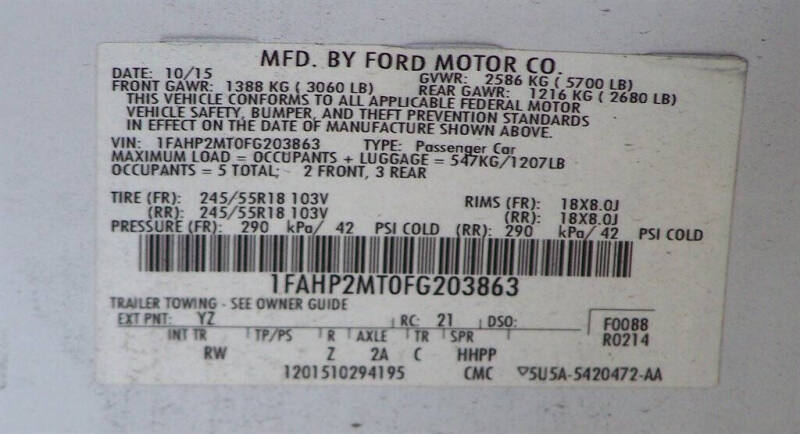 MFD. BY FORD MOTOR CO.
DATE: 10/15 GVWR: 2586 KG ( 5700 LB)
FRONT GAWR: 1388 KG ( 3060 LB) REAR GAWR: 1216 KG ( 2680 LB)
THIS VEHICLE CONFORMS TO ALL APPLICABLE FEDERAL MOTOR
VEHICLE SAFETY, BUMPER, AND THEFT PREVENTION STANDARDS
IN EFFECT ON THE DATE OF MANUFACTURE SHOWN ABOVE.
VIN: 1FAHP2MT0FG203863 TYPE: Passenger Car
MAXIMUM LOAD = OCCUPANTS + LUGGAGE = 547KG/1207LB
OCCUPANTS = 5 TOTAL; 2 FRONT, 3 REAR
TIRE (FR): 245/55R18 103V RIMS (FR): 18X8.0J
(RR): 245/55R18 103V (RR): 18X8.0J
PRESSURE (FR): 290 kPa/ 42 PSI COLD (RR): 290 kPa/ 42 PSI COLD
1FAHP2MT0FG203863
TRAILER TOWING - SEE OWNER GUIDE
EXT PNT: YZ RC: 21 DSO: F0088
R0214
INT TR TP/PS R AXLE TR SPR
RW Z 2A C HHPP
1201510294195 CMC ▽5U5A-5420472-AA